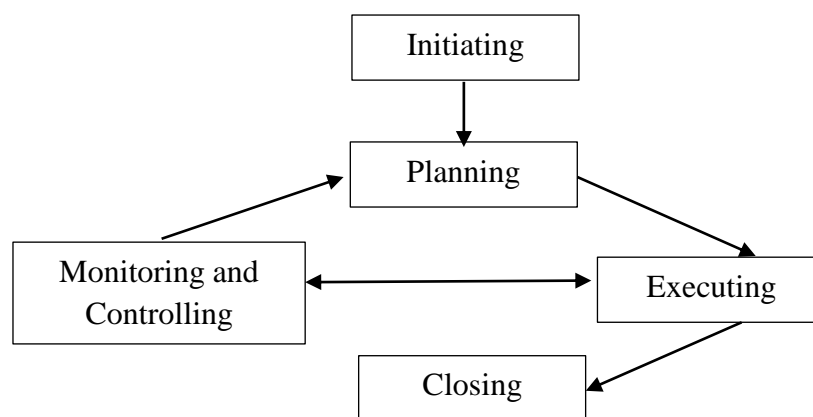 Initiating
Planning
Monitoring and
Controlling
Executing
Closing